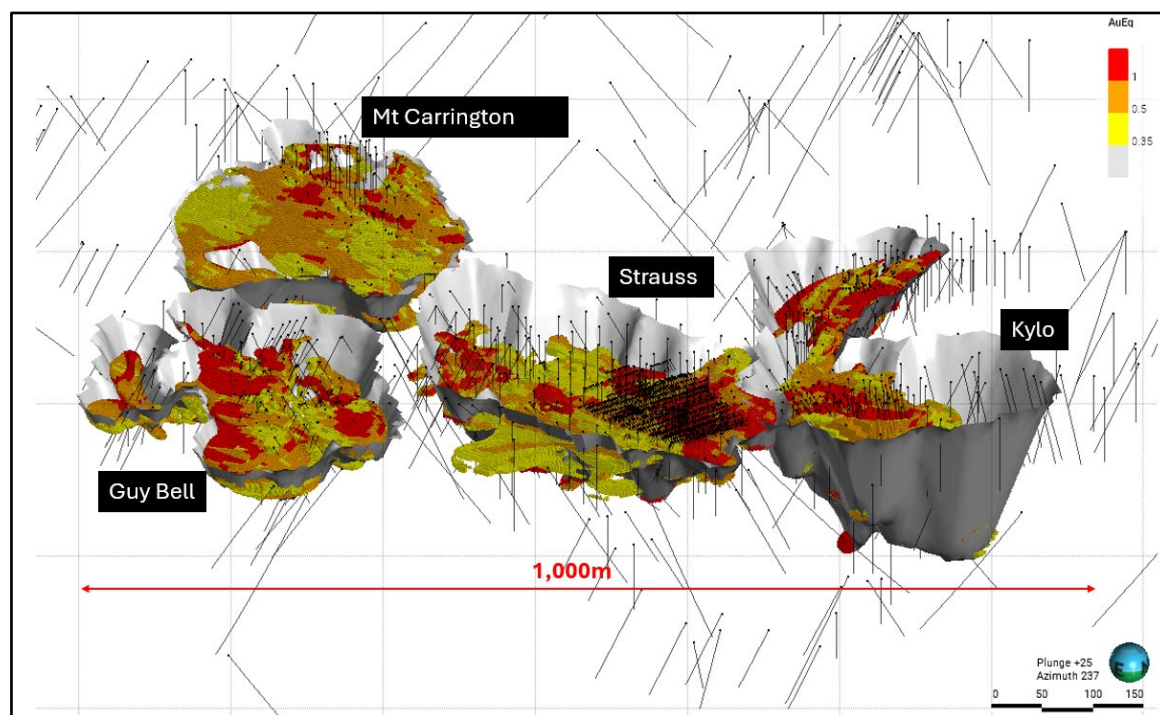 AuEq
1
0.5
0.35
Mt Carrington
Strauss
Kylo
Guy Bell
1,000m
Plunge +25
Azimuth 237
E N
0 50 100 150